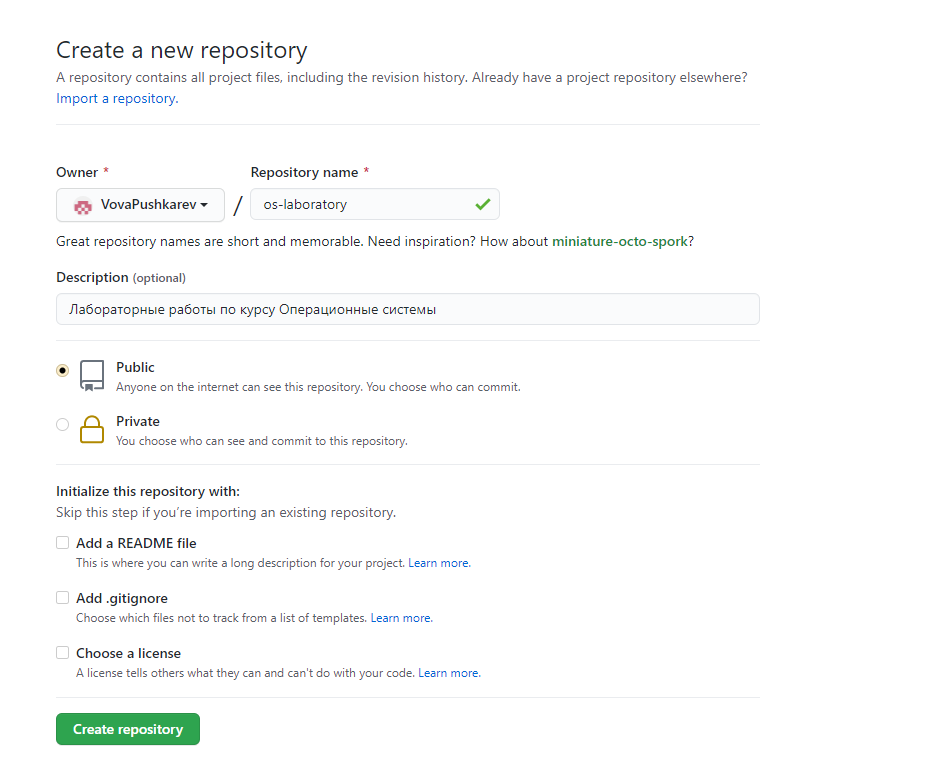 Create a new repository
A repository contains all project files, including the revision history. Already have a project repository elsewhere?
Import a repository.
Owner * Repository name *
VovaPushkarev / os-laboratory
Great repository names are short and memorable. Need inspiration? How about miniature-octo-spork?
Description (optional)
Лабораторные работы по курсу Операционные системы
Public
Anyone on the internet can see this repository. You choose who can commit.
Private
You choose who can see and commit to this repository.
Initialize this repository with:
Skip this step if you’re importing an existing repository.
Add a README file
This is where you can write a long description for your project. Learn more.
Add .gitignore
Choose which files not to track from a list of templates. Learn more.
Choose a license
A license tells others what they can and can't do with your code. Learn more.
Create repository